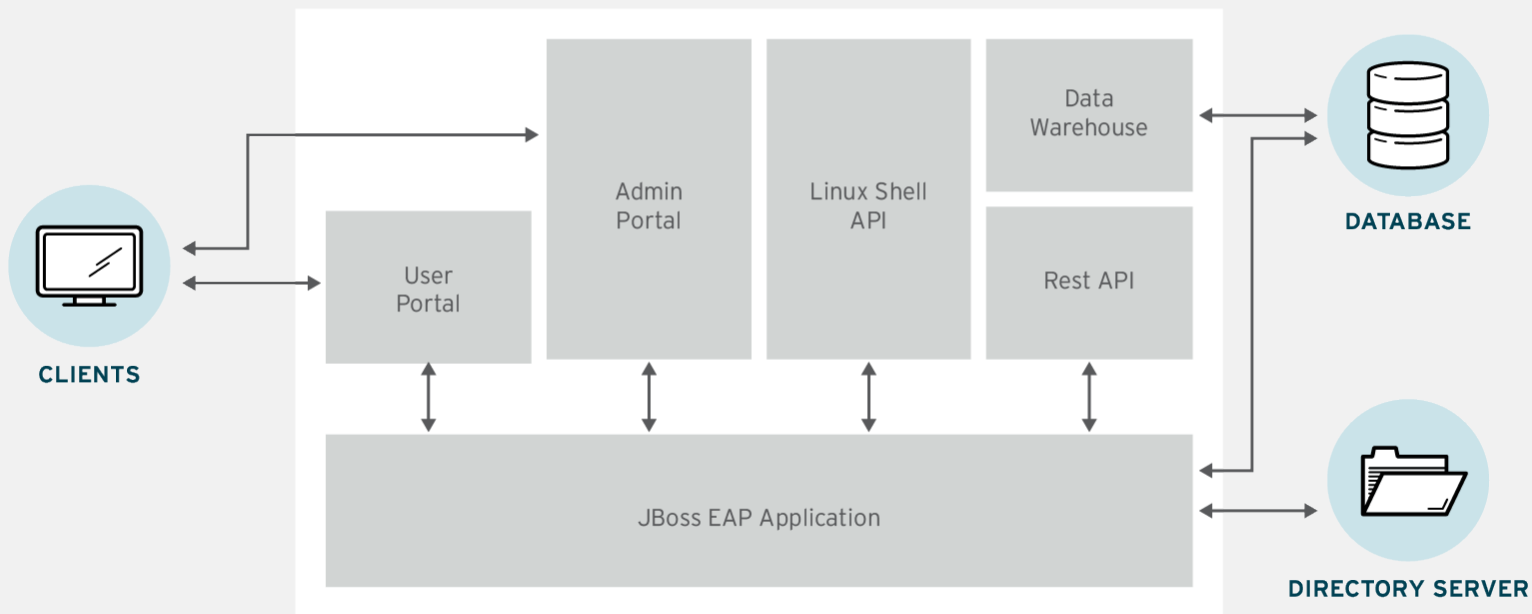 CLIENTS
User
Portal
Admin
Portal
Linux Shell
API
Data
Warehouse
Rest API
JBoss EAP Application
DATABASE
DIRECTORY SERVER